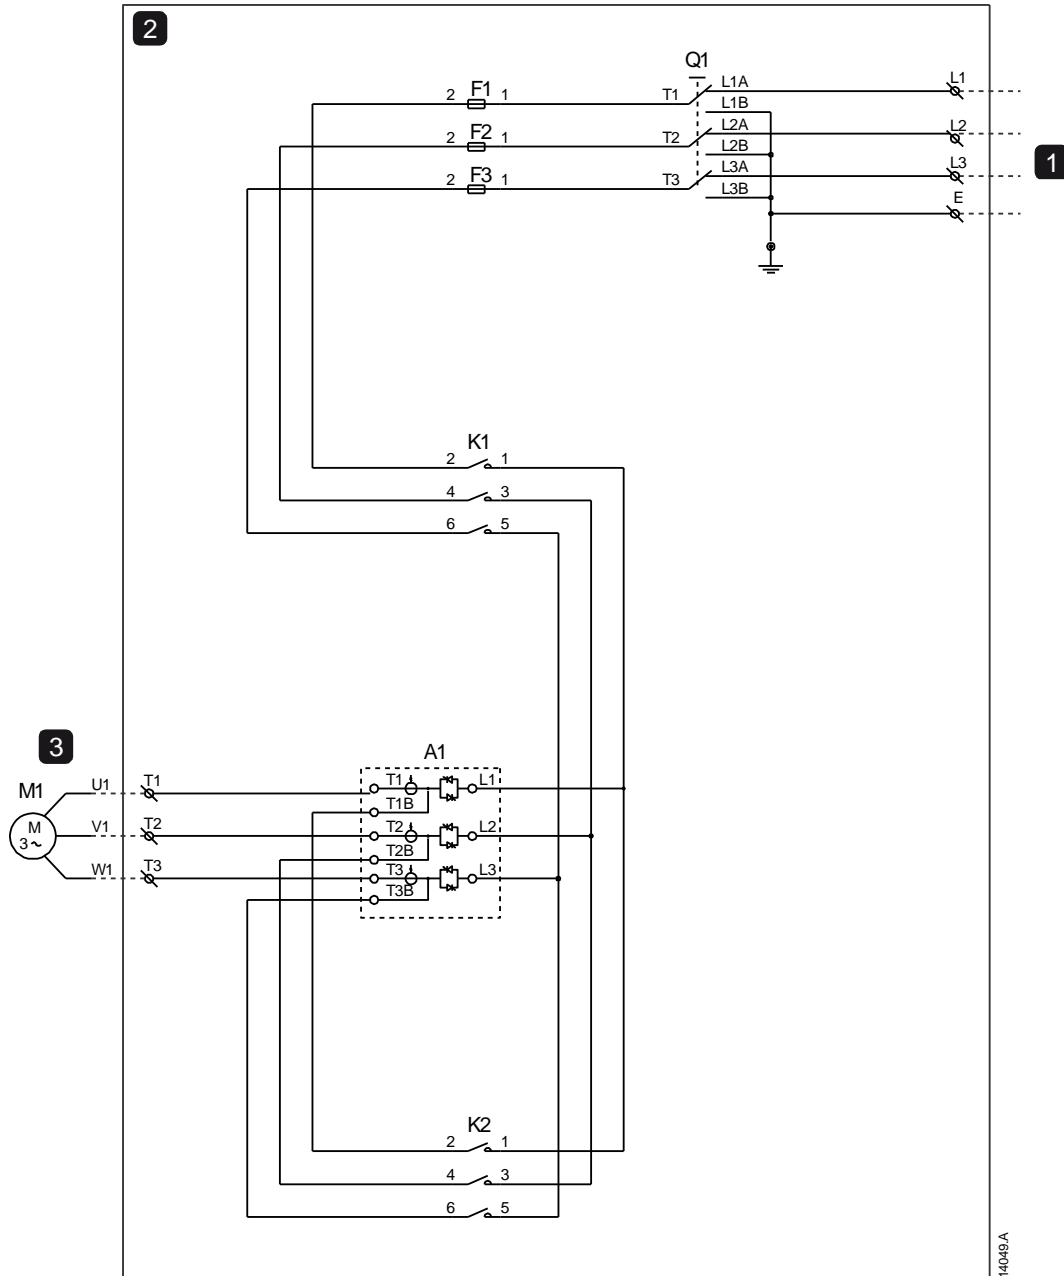 2
Q1
F1
2 1 T1 L1A L1
L1B
F2
2 1 T2 L2A L2
L2B
F3
2 1 T3 L3A L3
L3B E
1
K1
2 1
4 3
6 5
3
A1
M1 U1 T1 T1 L1
T1B
M
3~
V1 T2 T2 L2
T2B
W1 T3 T3 L3
T3B
K2
2 1
4 3
6 5
14049.A